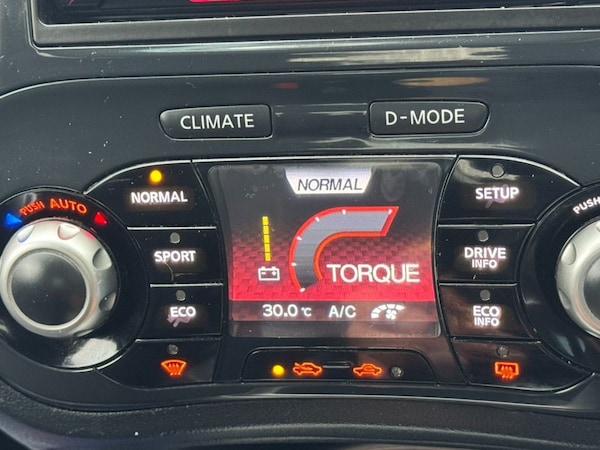 CLIMATE
D-MODE
NORMAL
SPORT
ECO
PUSH AUTO
NORMAL
TORQUE
30.0°C A/C
SETUP
DRIVE
INFO
ECO
INFO
PUSH